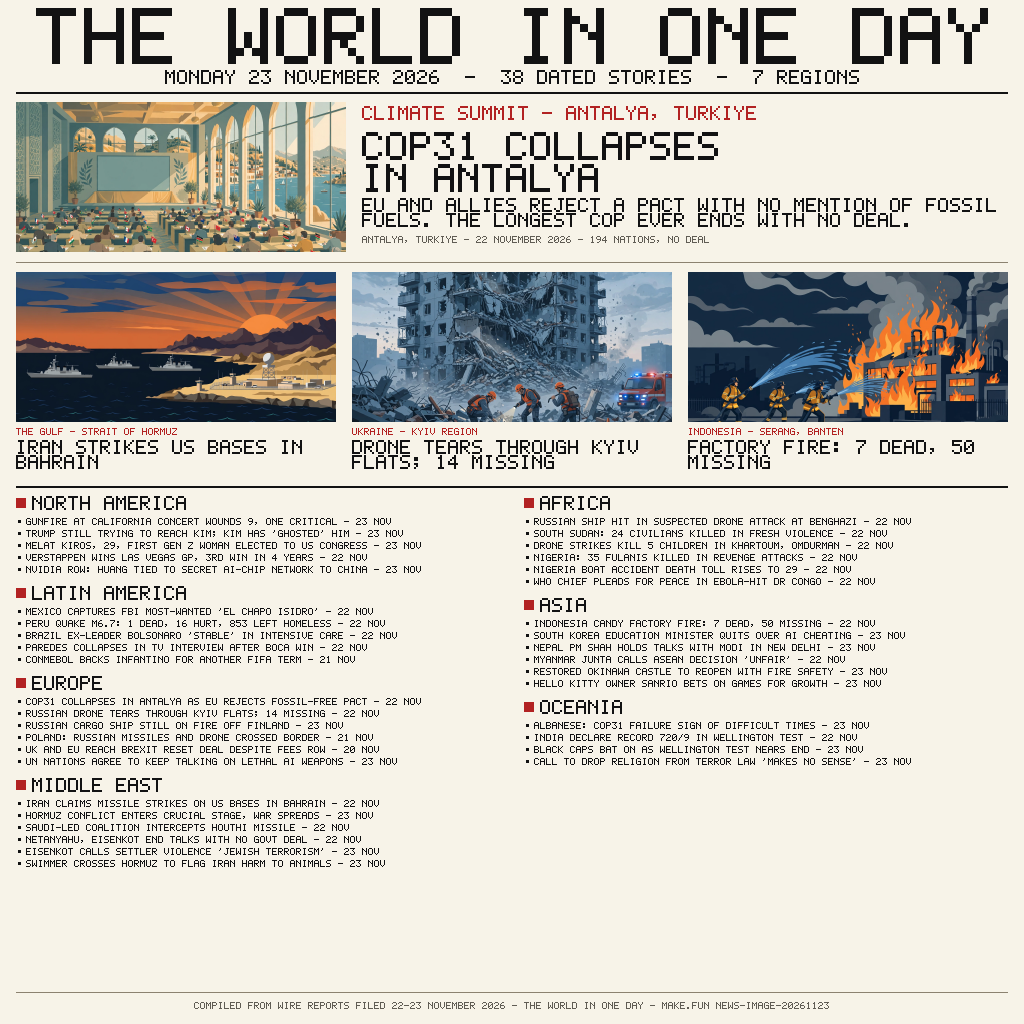 THE WORLD IN ONE DAY
MONDAY 23 NOVEMBER 2026 - 38 DATED STORIES - 7 REGIONS
CLIMATE SUMMIT - ANTALYA, TURKIYE
COP31 COLLAPSES
IN ANTALYA
EU AND ALLIES REJECT A PACT WITH NO MENTION OF FOSSIL
FUELS. THE LONGEST COP EVER ENDS WITH NO DEAL.
ANTALYA, TURKIYE - 22 NOVEMBER 2026 - 194 NATIONS, NO DEAL
THE GULF - STRAIT OF HORMUZ
IRAN STRIKES US BASES IN
BAHRAIN
UKRAINE - KYIV REGION
DRONE TEARS THROUGH KYIV
FLATS; 14 MISSING
INDONESIA - SERANG, BANTEN
FACTORY FIRE: 7 DEAD, 50
MISSING
NORTH AMERICA
▪ GUNFIRE AT CALIFORNIA CONCERT WOUNDS 9, ONE CRITICAL - 23 NOV
▪ TRUMP STILL TRYING TO REACH KIM; KIM HAS 'GHOSTED' HIM - 23 NOV
▪ MELAT KIROS, 29, FIRST GEN Z WOMAN ELECTED TO US CONGRESS - 23 NOV
▪ VERSTAPPEN WINS LAS VEGAS GP, 3RD WIN IN 4 YEARS - 22 NOV
▪ NVIDIA ROW: HUANG TIED TO SECRET AI-CHIP NETWORK TO CHINA - 23 NOV
LATIN AMERICA
▪ MEXICO CAPTURES FBI MOST-WANTED 'EL CHAPO ISIDRO' - 22 NOV
▪ PERU QUAKE M6.7: 1 DEAD, 16 HURT, 853 LEFT HOMELESS - 22 NOV
▪ BRAZIL EX-LEADER BOLSONARO 'STABLE' IN INTENSIVE CARE - 22 NOV
▪ PAREDES COLLAPSES IN TV INTERVIEW AFTER BOCA WIN - 22 NOV
▪ CONMEBOL BACKS INFANTINO FOR ANOTHER FIFA TERM - 21 NOV
EUROPE
▪ COP31 COLLAPSES IN ANTALYA AS EU REJECTS FOSSIL-FREE PACT - 22 NOV
▪ RUSSIAN DRONE TEARS THROUGH KYIV FLATS; 14 MISSING - 22 NOV
▪ RUSSIAN CARGO SHIP STILL ON FIRE OFF FINLAND - 23 NOV
▪ POLAND: RUSSIAN MISSILES AND DRONE CROSSED BORDER - 21 NOV
▪ UK AND EU REACH BREXIT RESET DEAL DESPITE FEES ROW - 20 NOV
▪ UN NATIONS AGREE TO KEEP TALKING ON LETHAL AI WEAPONS - 23 NOV
MIDDLE EAST
▪ IRAN CLAIMS MISSILE STRIKES ON US BASES IN BAHRAIN - 22 NOV
▪ HORMUZ CONFLICT ENTERS CRUCIAL STAGE, WAR SPREADS - 23 NOV
▪ SAUDI-LED COALITION INTERCEPTS HOUTHI MISSILE - 22 NOV
▪ NETANYAHU, EISENKOT END TALKS WITH NO GOVT DEAL - 22 NOV
▪ EISENKOT CALLS SETTLER VIOLENCE 'JEWISH TERRORISM' - 23 NOV
▪ SWIMMER CROSSES HORMUZ TO FLAG IRAN HARM TO ANIMALS - 23 NOV
AFRICA
▪ RUSSIAN SHIP HIT IN SUSPECTED DRONE ATTACK AT BENGHAZI - 22 NOV
▪ SOUTH SUDAN: 24 CIVILIANS KILLED IN FRESH VIOLENCE - 22 NOV
▪ DRONE STRIKES KILL 5 CHILDREN IN KHARTOUM, OMDURMAN - 22 NOV
▪ NIGERIA: 35 FULANIS KILLED IN REVENGE ATTACKS - 22 NOV
▪ NIGERIA BOAT ACCIDENT DEATH TOLL RISES TO 29 - 22 NOV
▪ WHO CHIEF PLEADS FOR PEACE IN EBOLA-HIT DR CONGO - 22 NOV
ASIA
▪ INDONESIA CANDY FACTORY FIRE: 7 DEAD, 50 MISSING - 22 NOV
▪ SOUTH KOREA EDUCATION MINISTER QUITS OVER AI CHEATING - 23 NOV
▪ NEPAL PM SHAH HOLDS TALKS WITH MODI IN NEW DELHI - 23 NOV
▪ MYANMAR JUNTA CALLS ASEAN DECISION 'UNFAIR' - 22 NOV
▪ RESTORED OKINAWA CASTLE TO REOPEN WITH FIRE SAFETY - 23 NOV
▪ HELLO KITTY OWNER SANRIO BETS ON GAMES FOR GROWTH - 23 NOV
OCEANIA
▪ ALBANESE: COP31 FAILURE SIGN OF DIFFICULT TIMES - 23 NOV
▪ INDIA DECLARE RECORD 720/9 IN WELLINGTON TEST - 22 NOV
▪ BLACK CAPS BAT ON AS WELLINGTON TEST NEARS END - 23 NOV
▪ CALL TO DROP RELIGION FROM TERROR LAW 'MAKES NO SENSE' - 23 NOV
COMPILED FROM WIRE REPORTS FILED 22-23 NOVEMBER 2026 - THE WORLD IN ONE DAY - MAKE.FUN NEWS-IMAGE-20261123